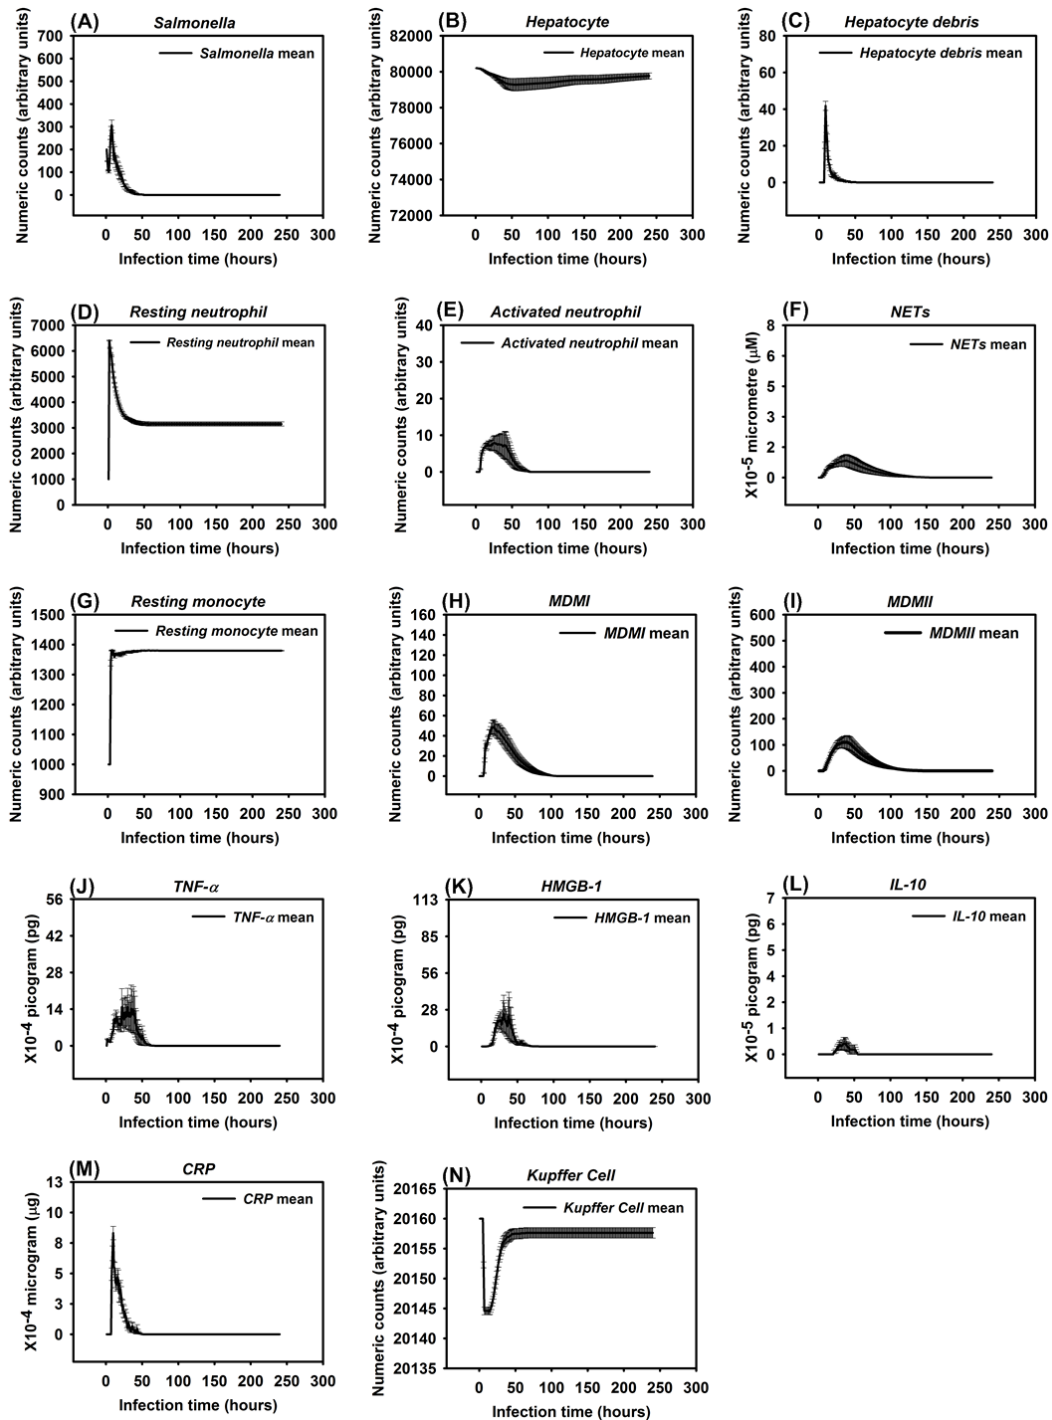 (A) Salmonella
Numeric counts (arbitrary units)
700
600
500
400
300
200
100
0
Salmonella mean
0 50 100 150 200 250 300
Infection time (hours)
(B) Hepatocyte
Numeric counts (arbitrary units)
82000
80000
78000
76000
74000
72000
Hepatocyte mean
0 50 100 150 200 250 300
Infection time (hours)
(C) Hepatocyte debris
Numeric counts (arbitrary units)
80
60
40
20
0
Hepatocyte debris mean
0 50 100 150 200 250 300
Infection time (hours)
(D) Resting neutrophil
Numeric counts (arbitrary units)
7000
6000
5000
4000
3000
2000
1000
0
Resting neutrophil mean
0 50 100 150 200 250 300
Infection time (hours)
(E) Activated neutrophil
Numeric counts (arbitrary units)
40
30
20
10
0
Activated neutrophil mean
0 50 100 150 200 250 300
Infection time (hours)
(F) NETs
X10-5 micrometre (µM)
8
6
5
3
2
0
NETs mean
0 50 100 150 200 250 300
Infection time (hours)
(G) Resting monocyte
Numeric counts (arbitrary units)
1500
1400
1300
1200
1100
1000
900
Resting monocyte mean
0 50 100 150 200 250 300
Infection time (hours)
(H) MDMI
Numeric counts (arbitrary units)
160
140
120
100
80
60
40
20
0
MDMI mean
0 50 100 150 200 250 300
Infection time (hours)
(I) MDMII
Numeric counts (arbitrary units)
600
500
400
300
200
100
0
MDMII mean
0 50 100 150 200 250 300
Infection time (hours)
(J) TNF-α
X10-4 picogram (pg)
56
42
28
14
0
TNF-α mean
0 50 100 150 200 250 300
Infection time (hours)
(K) HMGB-1
X10-4 picogram (pg)
113
85
56
28
0
HMGB-1 mean
0 50 100 150 200 250 300
Infection time (hours)
(L) IL-10
X10-5 picogram (pg)
7
6
5
4
2
1
0
IL-10 mean
0 50 100 150 200 250 300
Infection time (hours)
(M) CRP
X10-4 microgram (µg)
13
10
8
5
3
0
CRP mean
0 50 100 150 200 250 300
Infection time (hours)
(N) Kupffer Cell
Numeric counts (arbitrary units)
20165
20160
20155
20150
20145
20140
20135
Kupffer Cell mean
0 50 100 150 200 250 300
Infection time (hours)